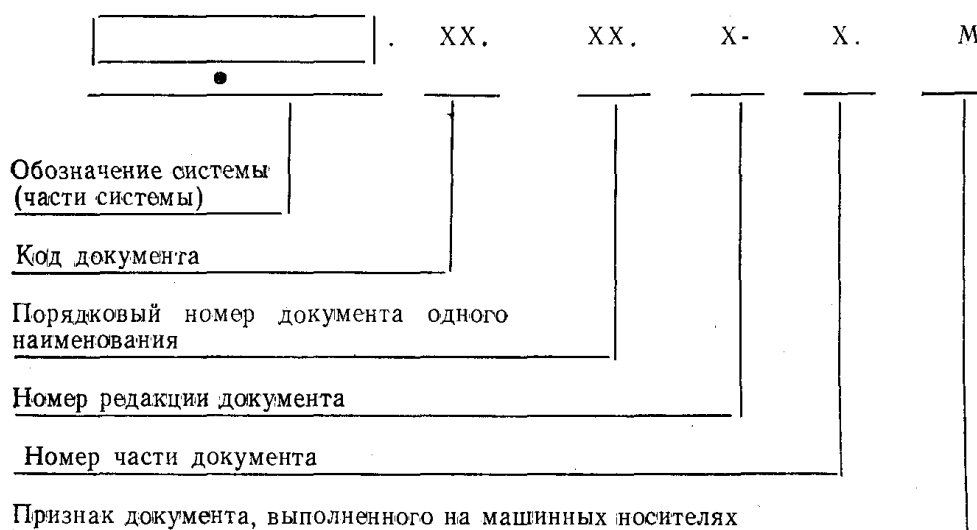 . XX. XX. X- X. М
Обозначение системы
(части системы)
Код документа
Порядковый номер документа одного
наименования
Номер редакции документа
Номер части документа
Признак документа, выполненного на машинных носителях